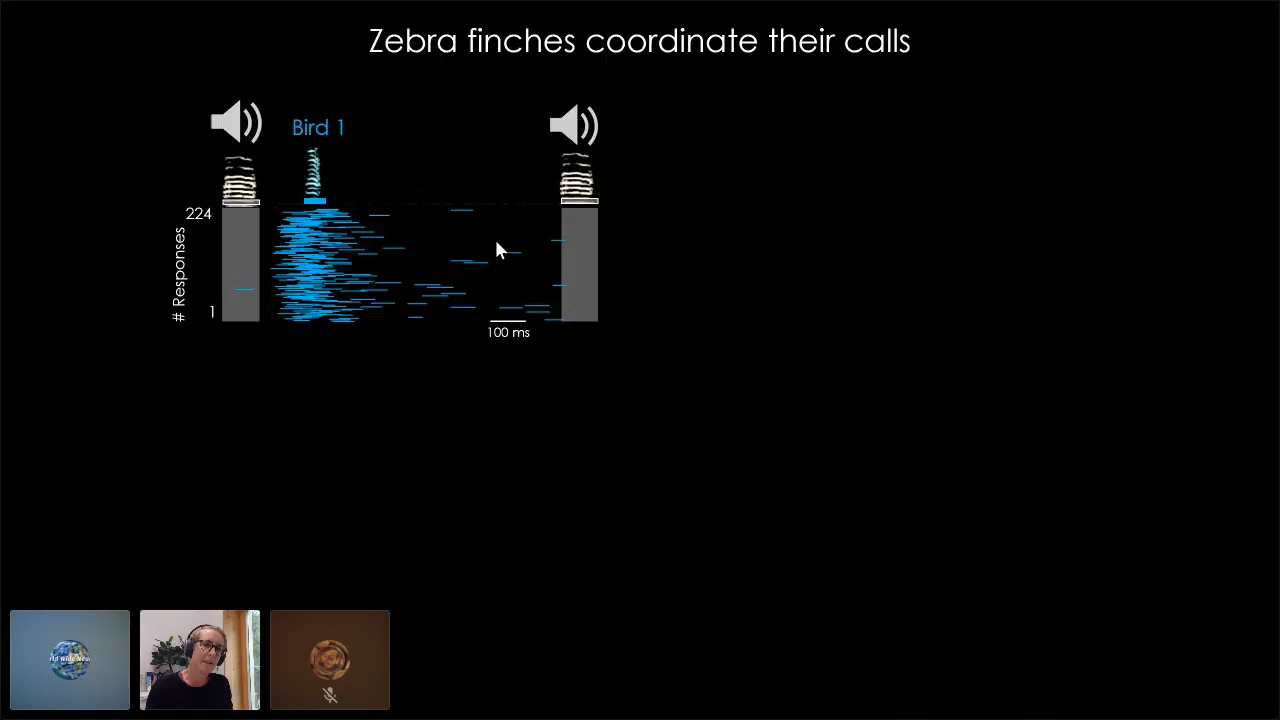 Zebra finches coordinate their calls
Bird 1
224
# Responses
1
100 ms